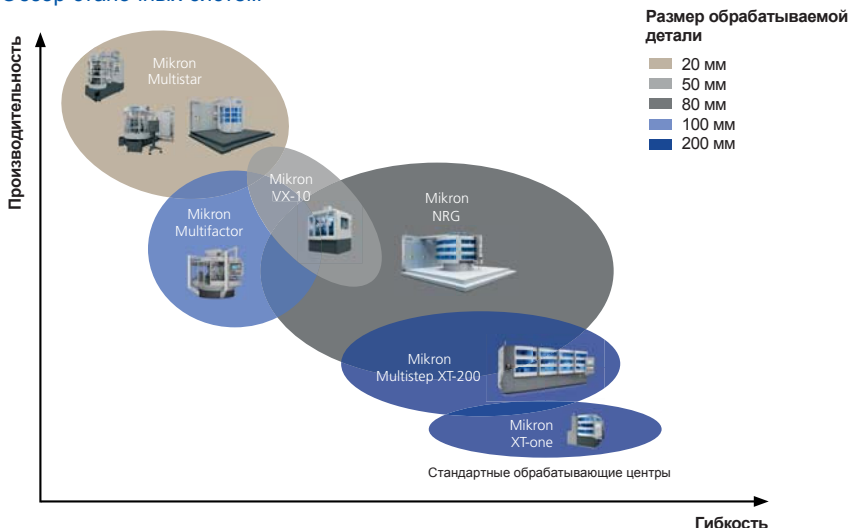 Размер обрабатываемой
детали
20 мм
50 мм
80 мм
100 мм
200 мм
Производительность
Mikron
Multistar
Mikron
VX-10
Mikron
NRG
Mikron
Multifactor
Mikron
Multistep XT-200
Mikron
XT-one
Стандартные обрабатывающие центры
Гибкость